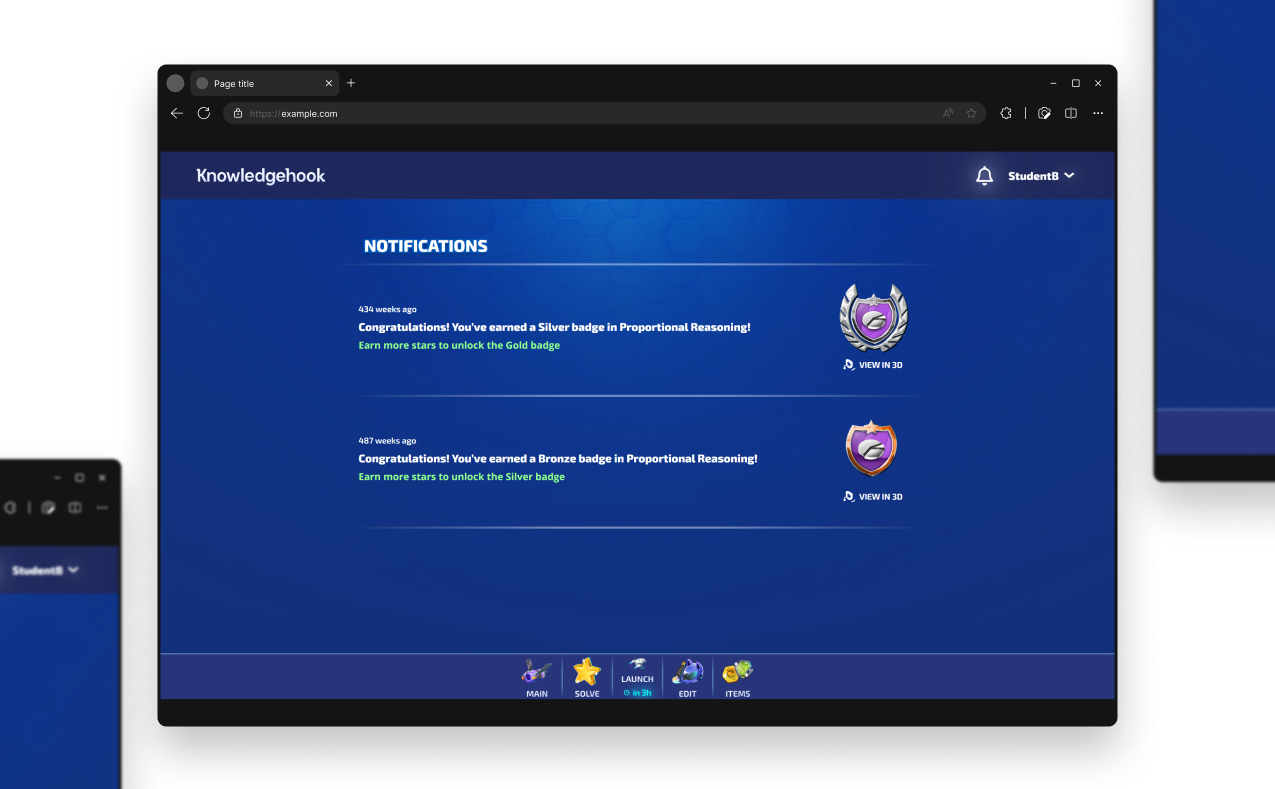 Page title
https://example.com
Knowledgehook
StudentB
NOTIFICATIONS
434 weeks ago
Congratulations! You've earned a Silver badge in Proportional Reasoning!
Earn more stars to unlock the Gold badge
VIEW IN 3D
487 weeks ago
Congratulations! You've earned a Bronze badge in Proportional Reasoning!
Earn more stars to unlock the Silver badge
VIEW IN 3D
StudentB
MAIN
SOLVE
LAUNCH
in 3h
EDIT
ITEMS